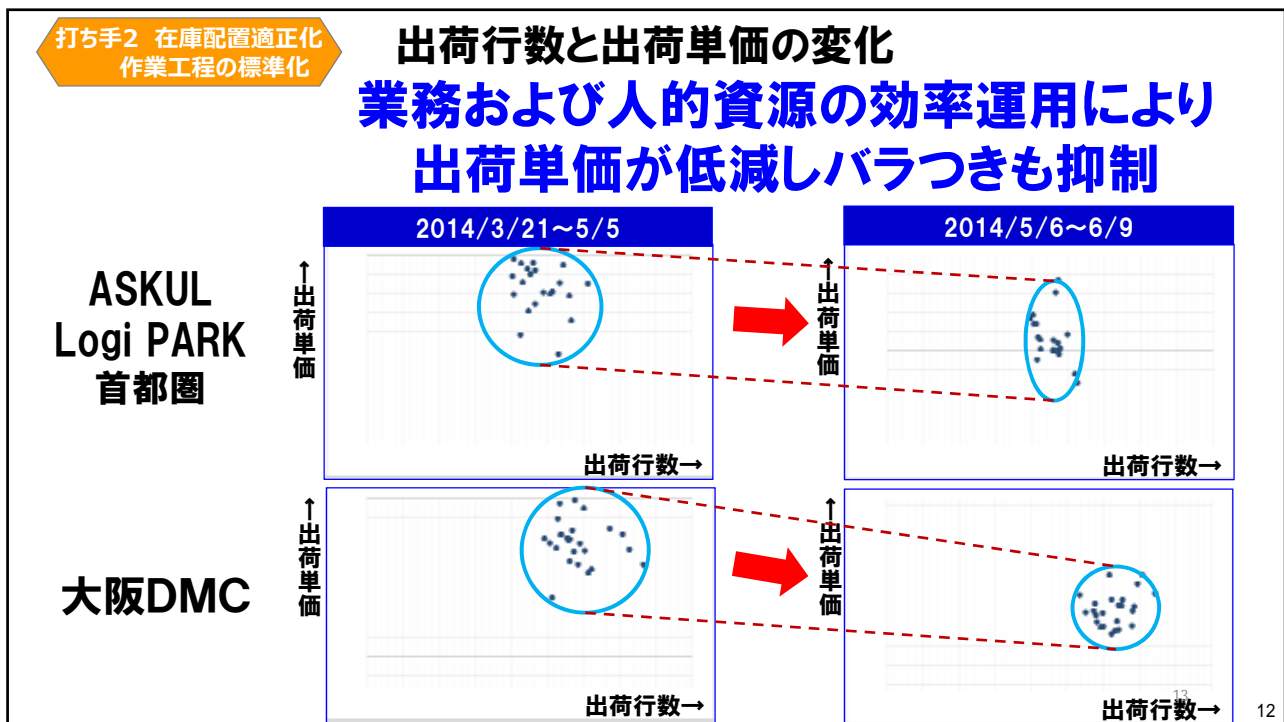 打ち手2 在庫配置適正化
作業工程の標準化
出荷行数と出荷単価の変化
業務および人的資源の効率運用により
出荷単価が低減しバラつきも抑制
2014/3/21～5/5
2014/5/6～6/9
ASKUL
Logi PARK
首都圏
↑出荷単価
出荷行数→
↑出荷単価
出荷行数→
大阪DMC
↑出荷単価
出荷行数→
↑出荷単価
出荷行数→
13
12